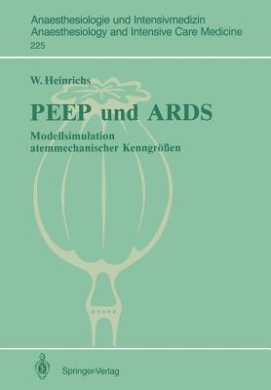 Anaesthesiologie und Intensivmedizin
Anaesthesiology and Intensive Care Medicine
225
W. Heinrichs
PEEP und ARDS
Modellsimulation
atemmechanischer Kenngrößen
Springer-Verlag